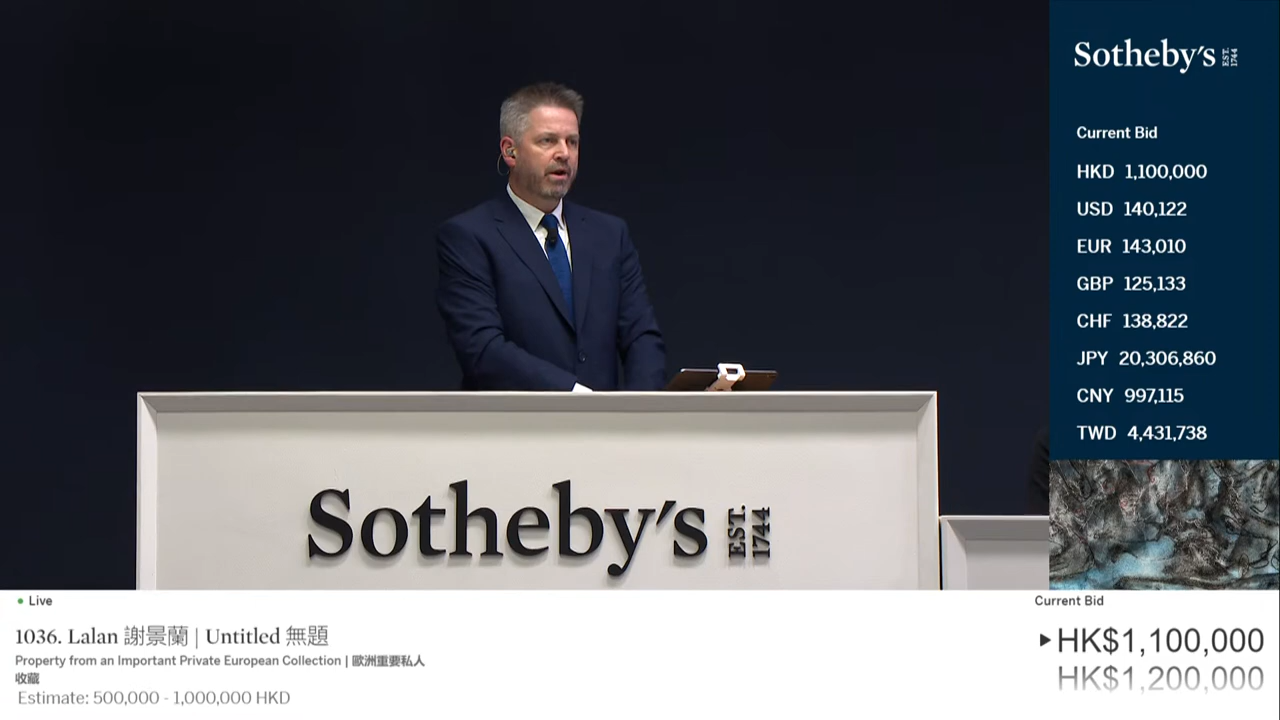 Sotheby's EST. 1744
Current Bid
HKD 1,100,000
USD 140,122
EUR 143,010
GBP 125,133
CHF 138,822
JPY 20,306,860
CNY 997,115
TWD 4,431,738
Sotheby's EST. 1744
Live
1036. Lalan 謝景蘭 | Untitled 無題
Property from an Important Private European Collection | 歐洲重要私人
收藏
Estimate: 500,000 - 1,000,000 HKD
Current Bid
HK$1,100,000
HK$1,200,000